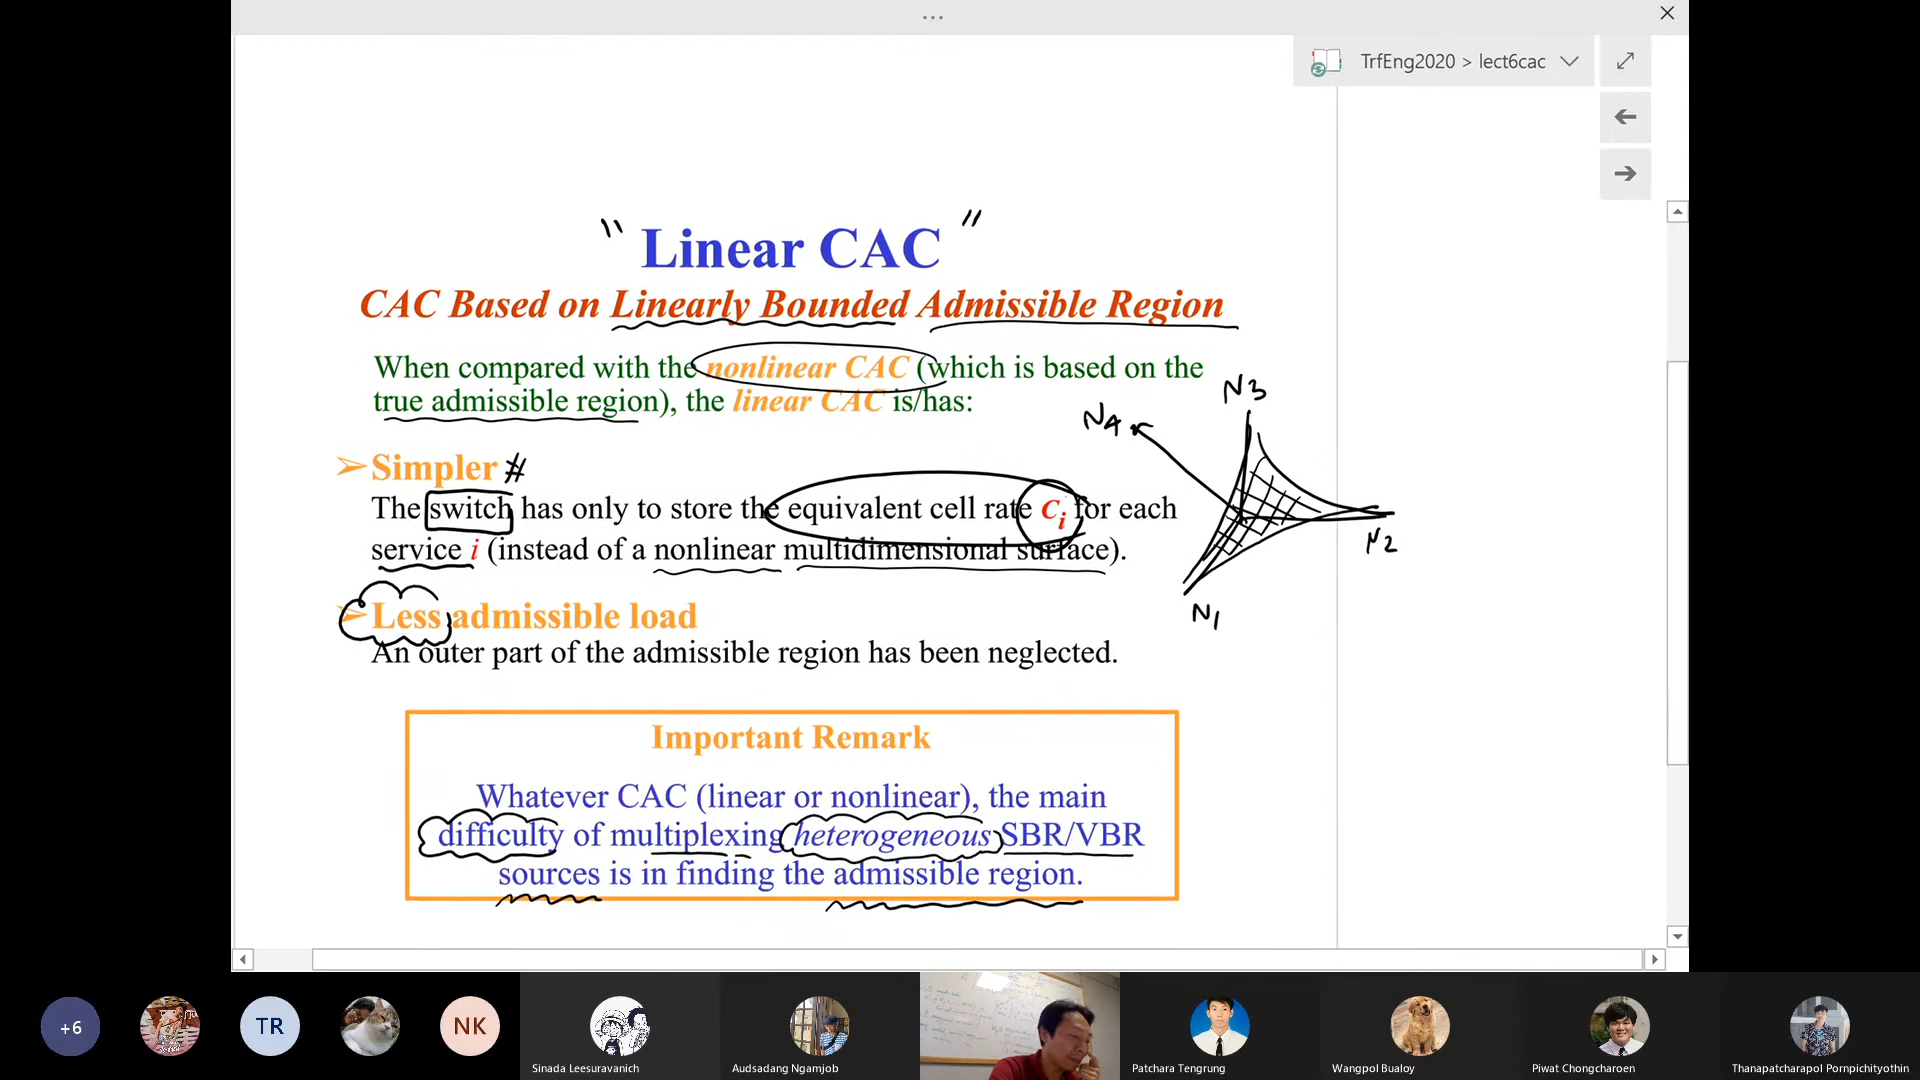 TrfEng2020 > lect6cac
" Linear CAC "
CAC Based on Linearly Bounded Admissible Region
When compared with the nonlinear CAC (which is based on the
true admissible region), the linear CAC is/has:
N3
N4
➢Simpler #
The switch has only to store the equivalent cell rate Ci for each
service i (instead of a nonlinear multidimensional surface).
N2
N1
➢Less admissible load
An outer part of the admissible region has been neglected.
Important Remark
Whatever CAC (linear or nonlinear), the main
difficulty of multiplexing heterogeneous SBR/VBR
sources is in finding the admissible region.
+6
TR
NK
Sinada Leesuravanich
Audsadang Ngamjob
Patchara Tengrung
Wangpol Bualoy
Piwat Chongcharoen
Thanapatcharapol Pornpichityothin